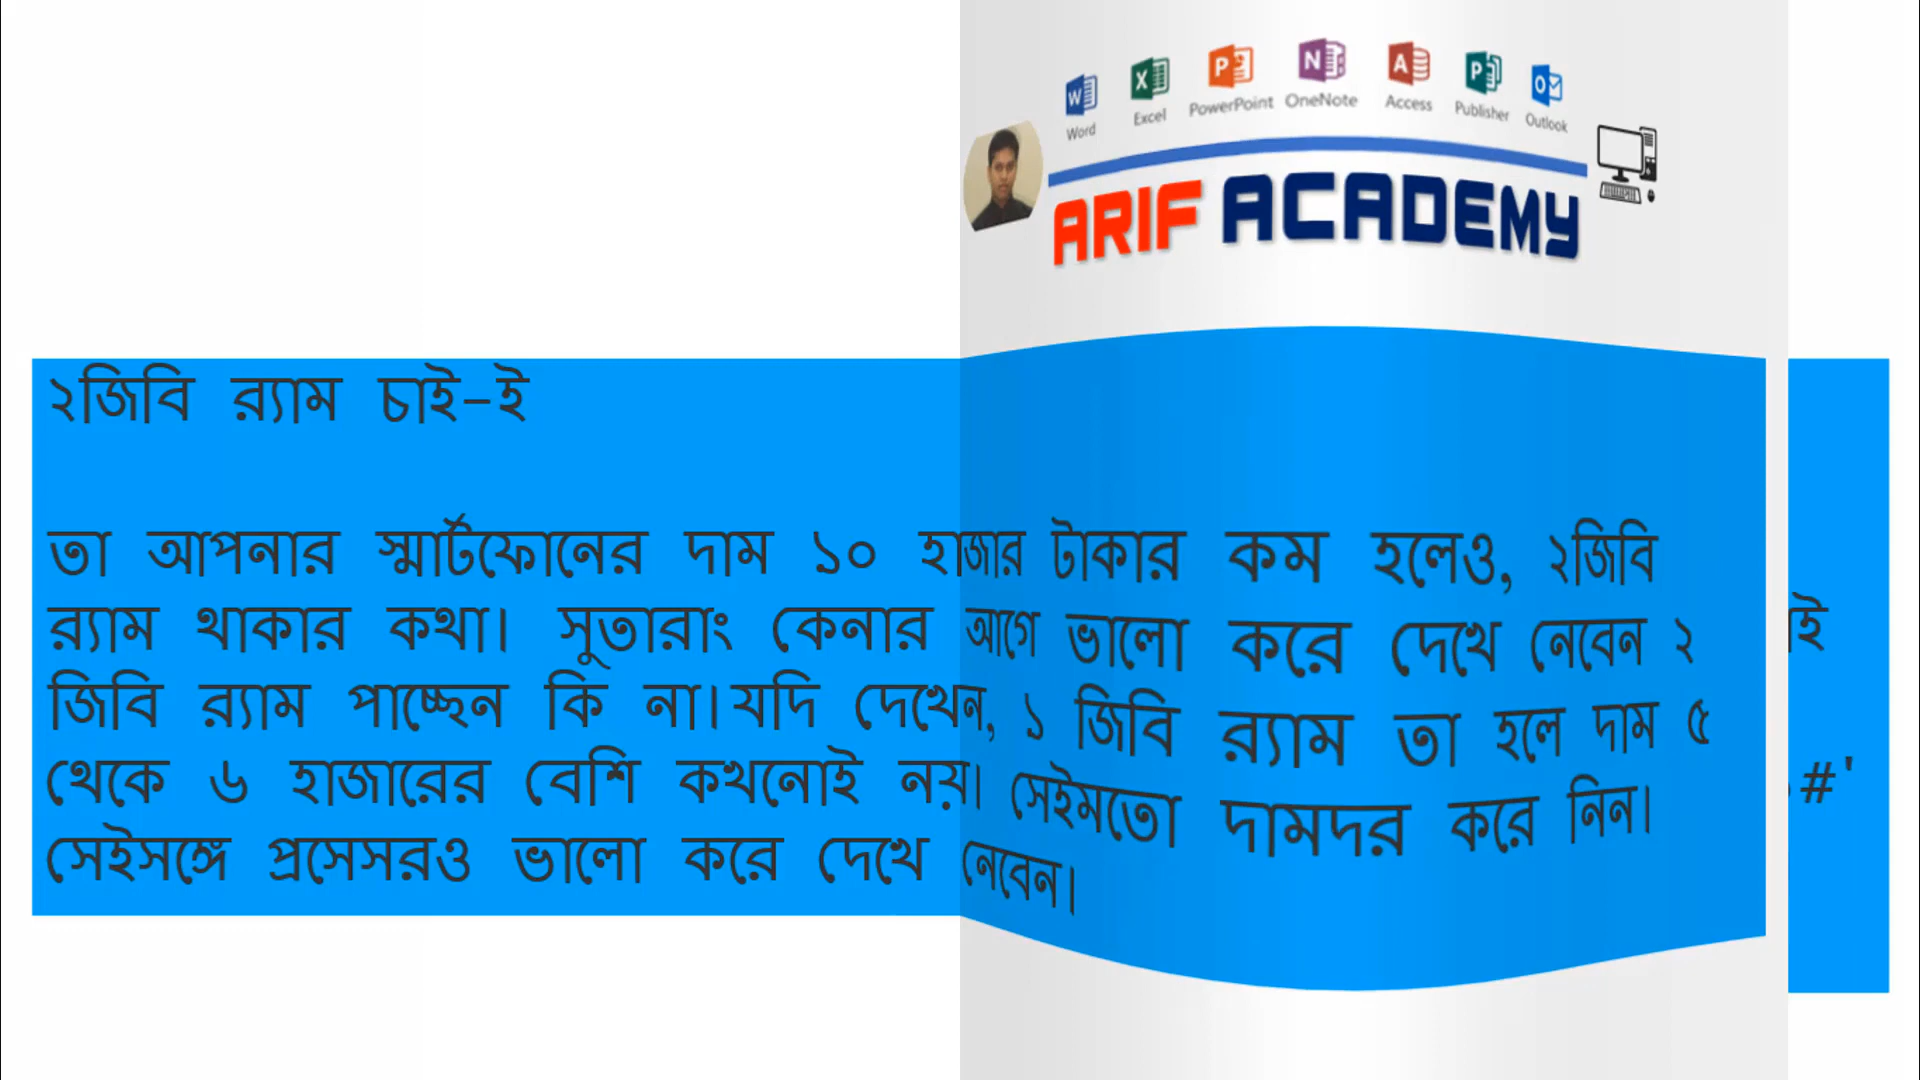 Word Excel PowerPoint OneNote Access Publisher Outlook
ARIF ACADEMY
২জিবি র‍্যাম চাই-ই
তা আপনার স্মার্টফোনের দাম ১০ হাজার টাকার কম হলেও, ২জিবি
র‍্যাম থাকার কথা। সুতারাং কেনার আগে ভালো করে দেখে নেবেন ২
জিবি র‍্যাম পাচ্ছেন কি না।যদি দেখেন, ১ জিবি র‍্যাম তা হলে দাম ৫
থেকে ৬ হাজারের বেশি কখনোই নয়। সেইমতো দামদর করে নিন।
সেইসঙ্গে প্রসেসরও ভালো করে দেখে নেবেন।